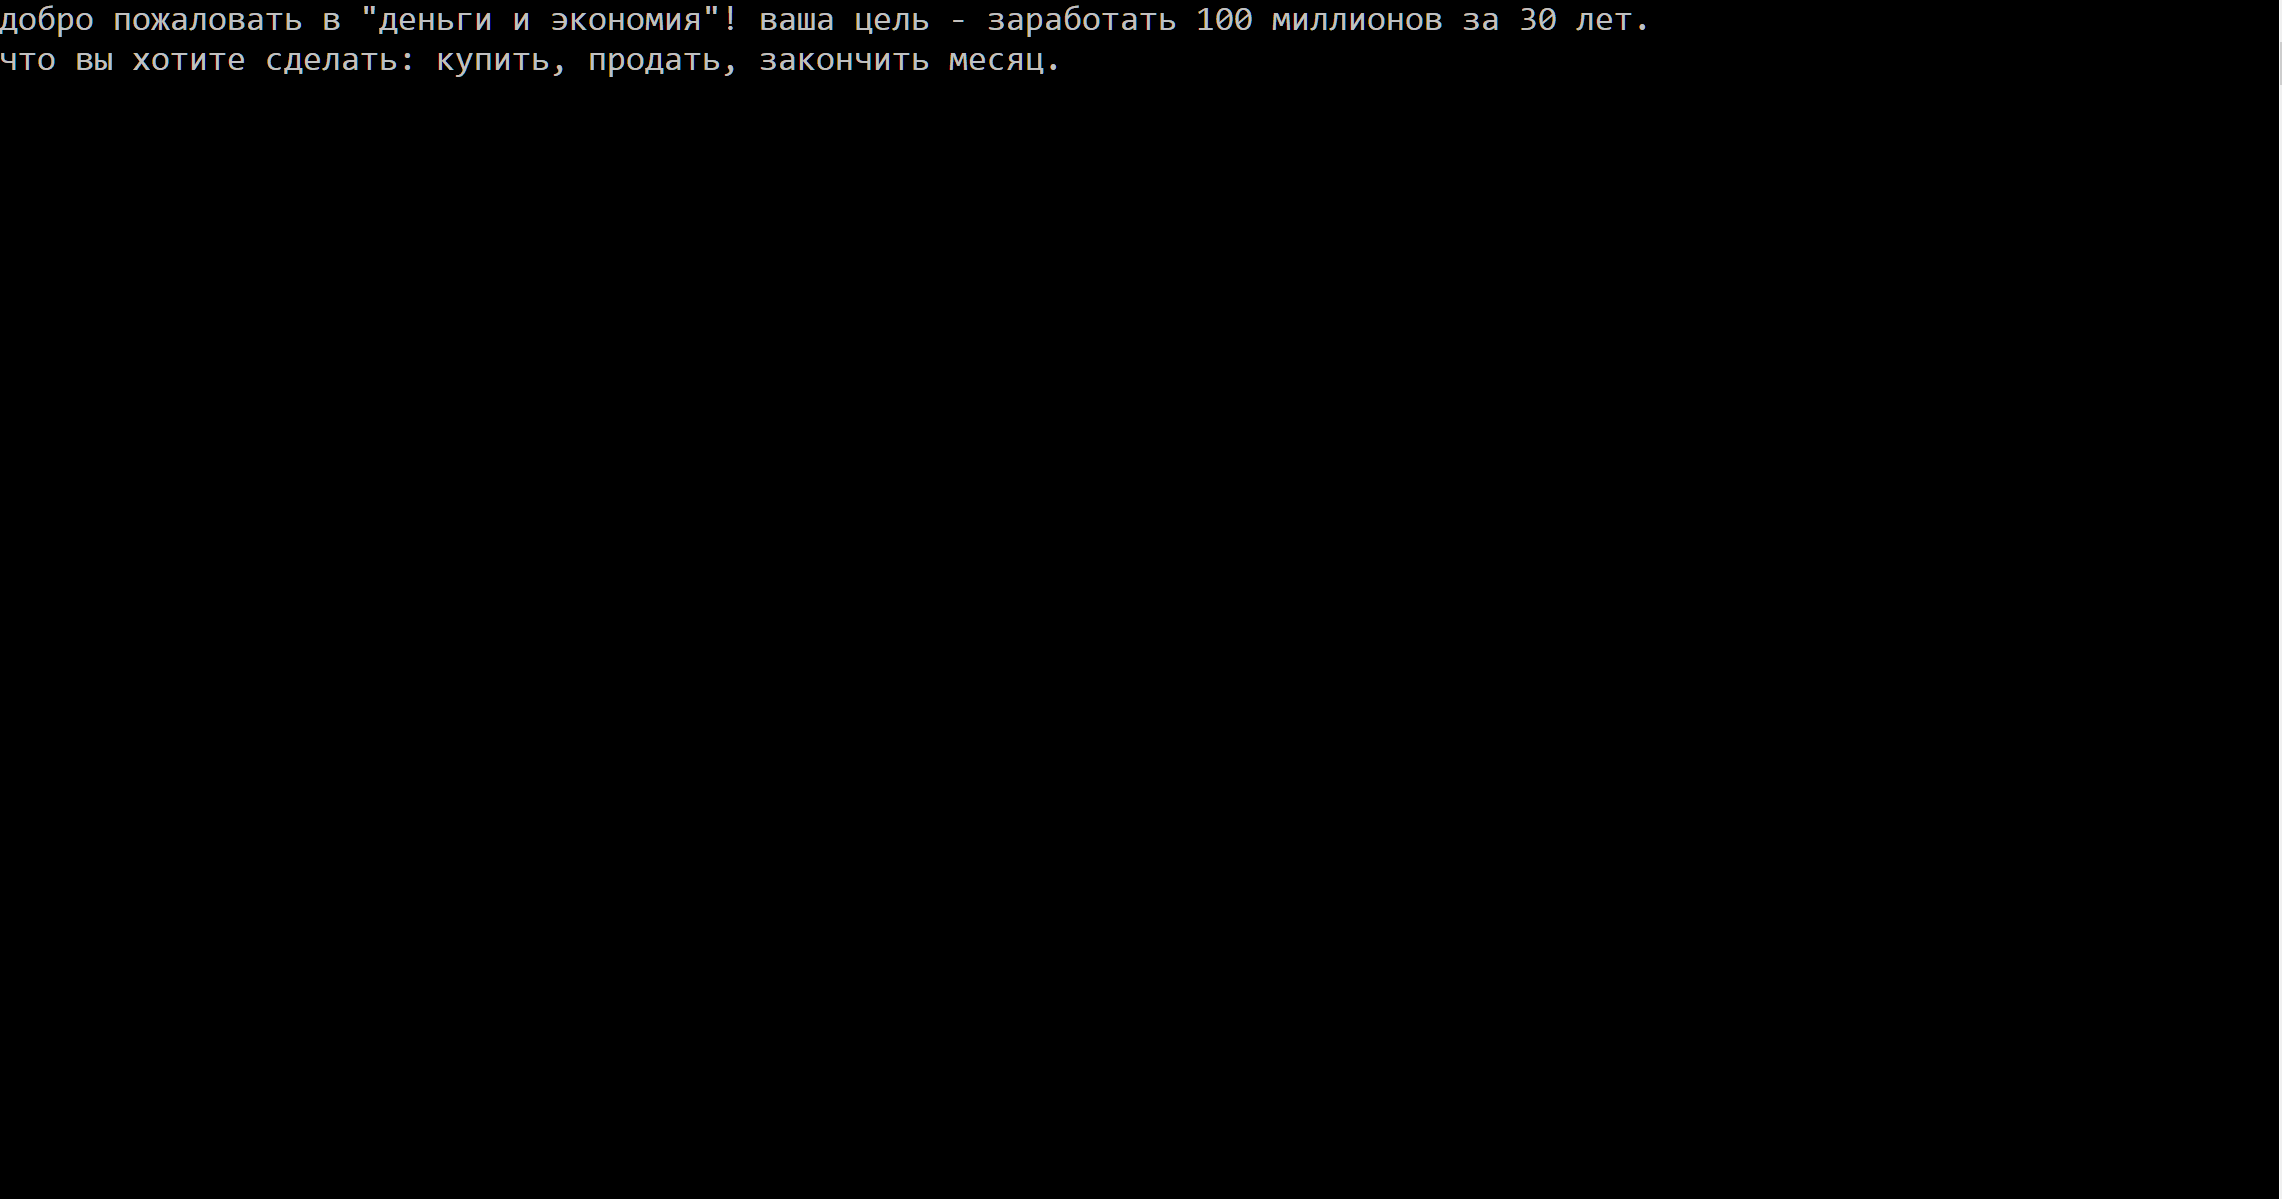 добро пожаловать в "деньги и экономия"! ваша цель - заработать 100 миллионов за 30 лет.
что вы хотите сделать: купить, продать, закончить месяц.